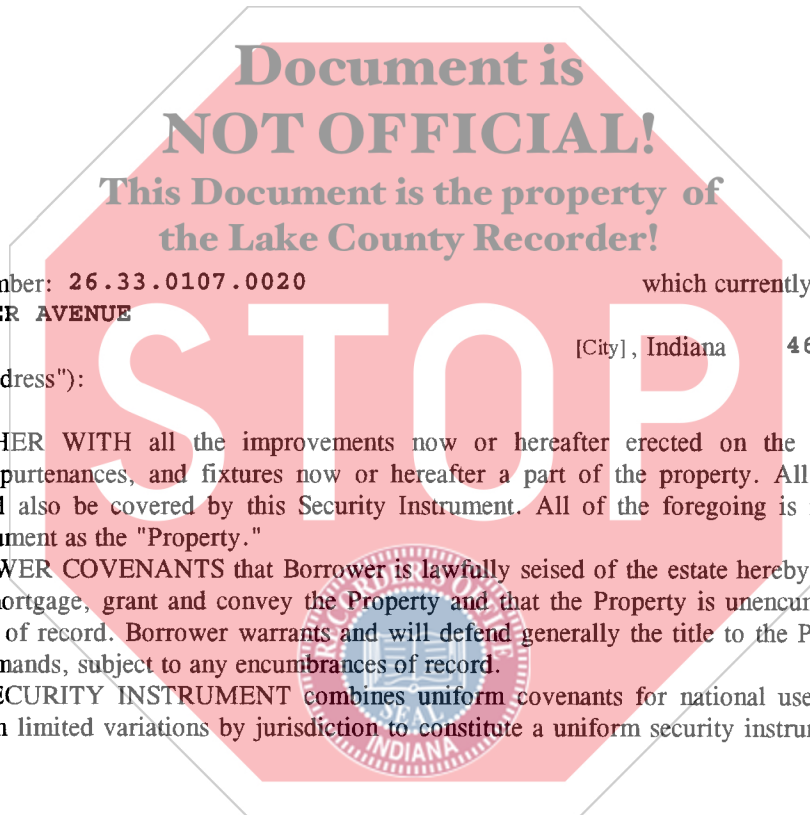 Document is
NOT OFFICIAL!
This Document is the property of
the Lake County Recorder!
mber: 26.33.0107.0020 which currently
ER AVENUE
[City], Indiana 46
dress"):
STOP
HER WITH all the improvements now or hereafter erected on the
purtenances, and fixtures now or hereafter a part of the property. All
also be covered by this Security Instrument. All of the foregoing is
ument as the "Property."
WER COVENANTS that Borrower is lawfully seised of the estate hereby
ortgage, grant and convey the Property and that the Property is unencum
of record. Borrower warrants and will defend generally the title to the P
mands, subject to any encumbrances of record.
ECURITY INSTRUMENT combines uniform covenants for national use
limited variations by jurisdiction to constitute a uniform security instru
SEAL
INDIANA